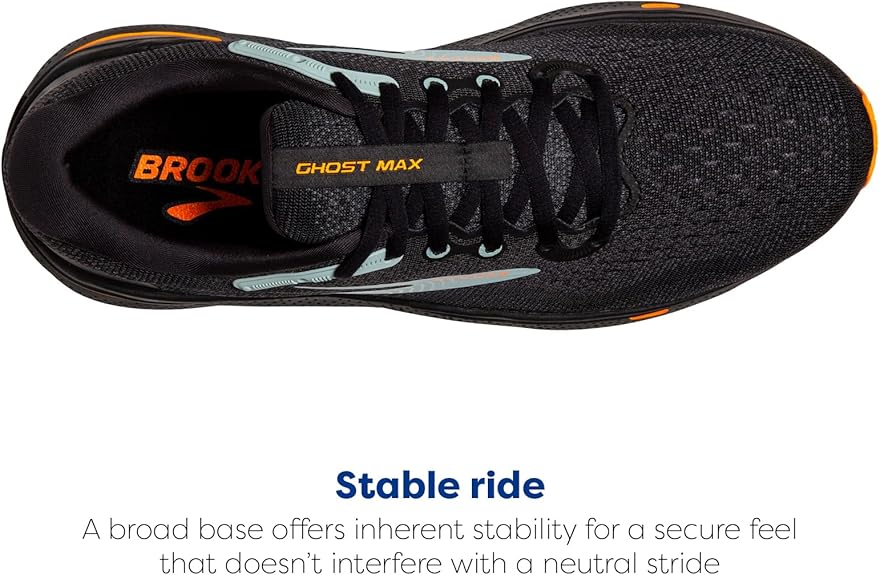 BROOK
GHOST MAX
Stable ride
A broad base offers inherent stability for a secure feel
that doesn't interfere with a neutral stride